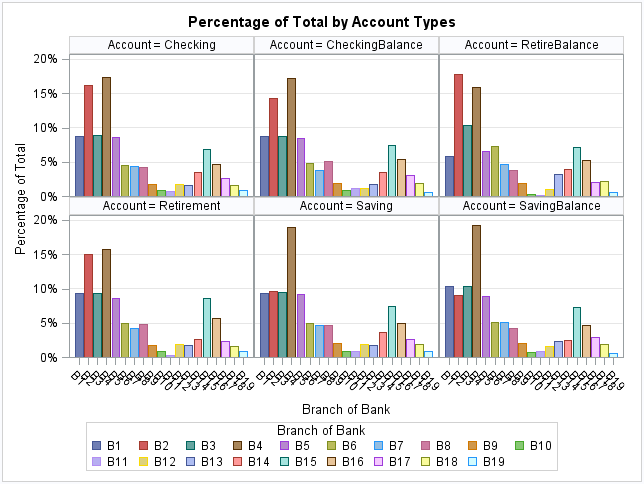 Percentage of Total by Account Types
Account = Checking Account = CheckingBalance Account = RetireBalance
20%
15%
10%
5%
0%
Account = Retirement Account = Saving Account = SavingBalance
20%
15%
10%
5%
0%
Percentage of Total
Branch of Bank
Branch of Bank
B1 B2 B3 B4 B5 B6 B7 B8 B9 B10
B11 B12 B13 B14 B15 B16 B17 B18 B19